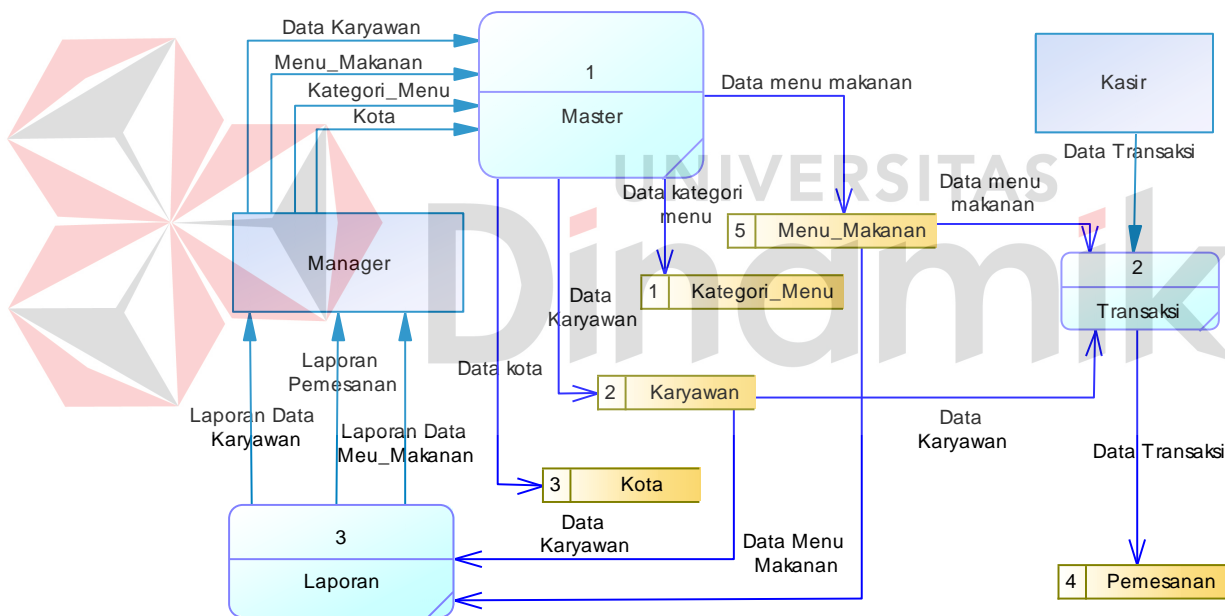 Data Karyawan
Menu_Makanan
Kategori_Menu
Kota
1
Master
Data menu makanan
Kasir
Data Transaksi
UNIVERSITAS
Dinamika
Data kategori
menu
Data menu
makanan
5
Menu_Makanan
Manager
2
Transaksi
1
Kategori_Menu
Data
Karyawan
Data kota
Laporan
Pemesanan
2
Karyawan
Laporan Data
Karyawan
Laporan Data
Meu_Makanan
Data
Karyawan
Data Transaksi
3
Kota
3
Laporan
Data
Karyawan
Data Menu
Makanan
4
Pemesanan